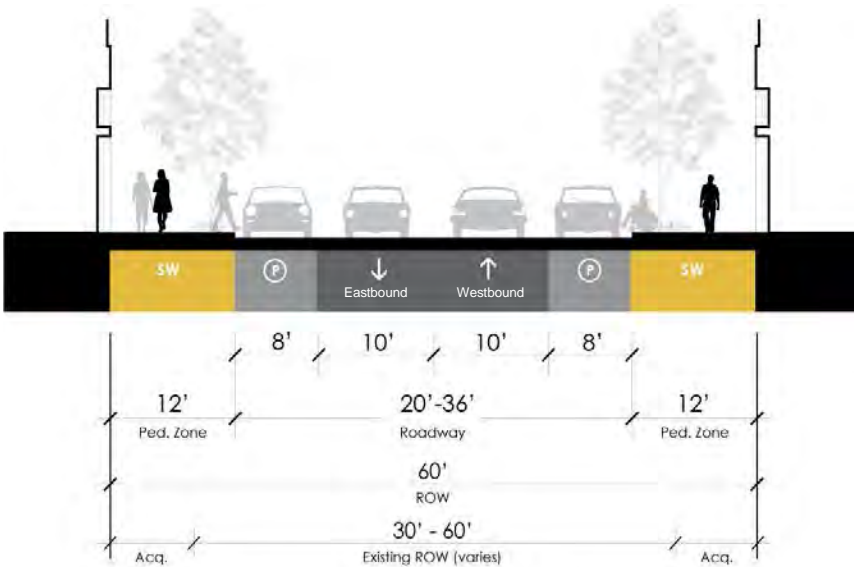 SW P P SW
Eastbound Westbound
8' 10' 10' 8'
12' 20'-36' 12'
Ped. Zone Roadway Ped. Zone
60'
ROW
30' - 60'
Acq. Existing ROW (varies) Acq.